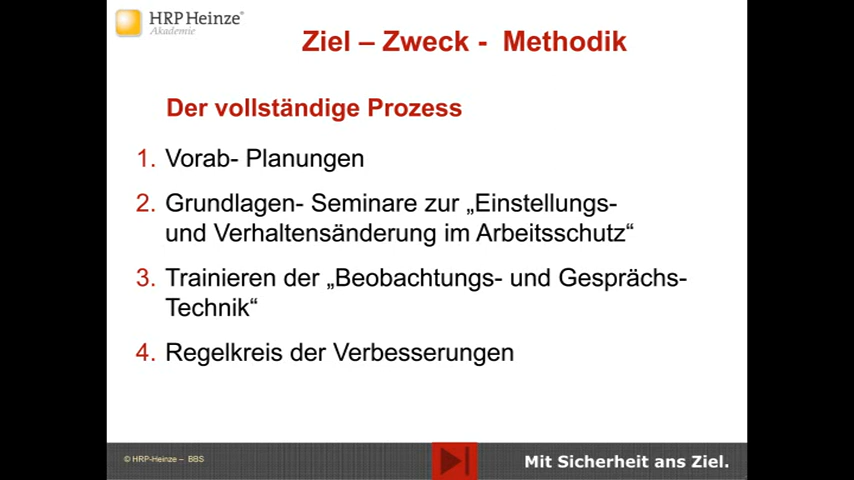 HRP Heinze®
Akademie
Ziel – Zweck - Methodik
Der vollständige Prozess
1. Vorab- Planungen
2. Grundlagen- Seminare zur „Einstellungs-
und Verhaltensänderung im Arbeitsschutz“
3. Trainieren der „Beobachtungs- und Gesprächs-
Technik“
4. Regelkreis der Verbesserungen
© HRP-Heinze – BBS
Mit Sicherheit ans Ziel.